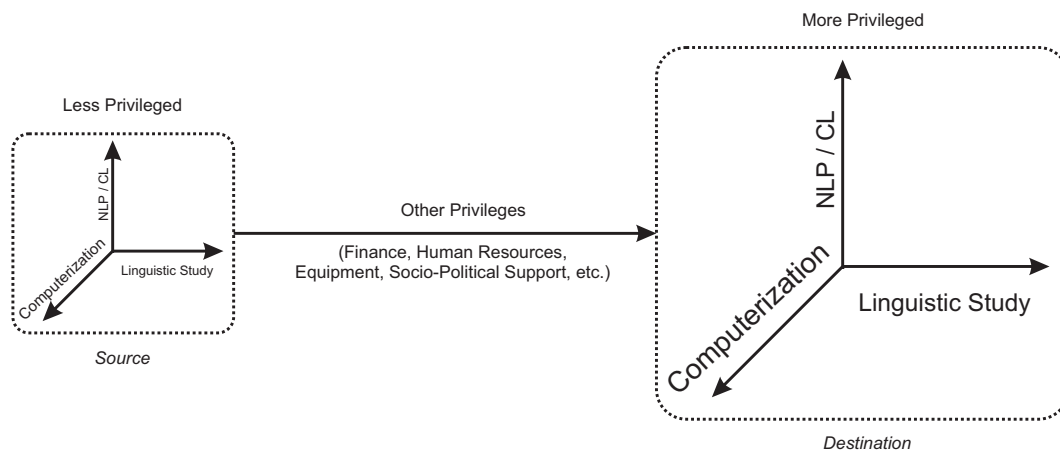 Less Privileged
NLP / CL
Linguistic Study
Computerization
Source
Other Privileges
(Finance, Human Resources,
Equipment, Socio-Political Support, etc.)
More Privileged
NLP / CL
Linguistic Study
Computerization
Destination